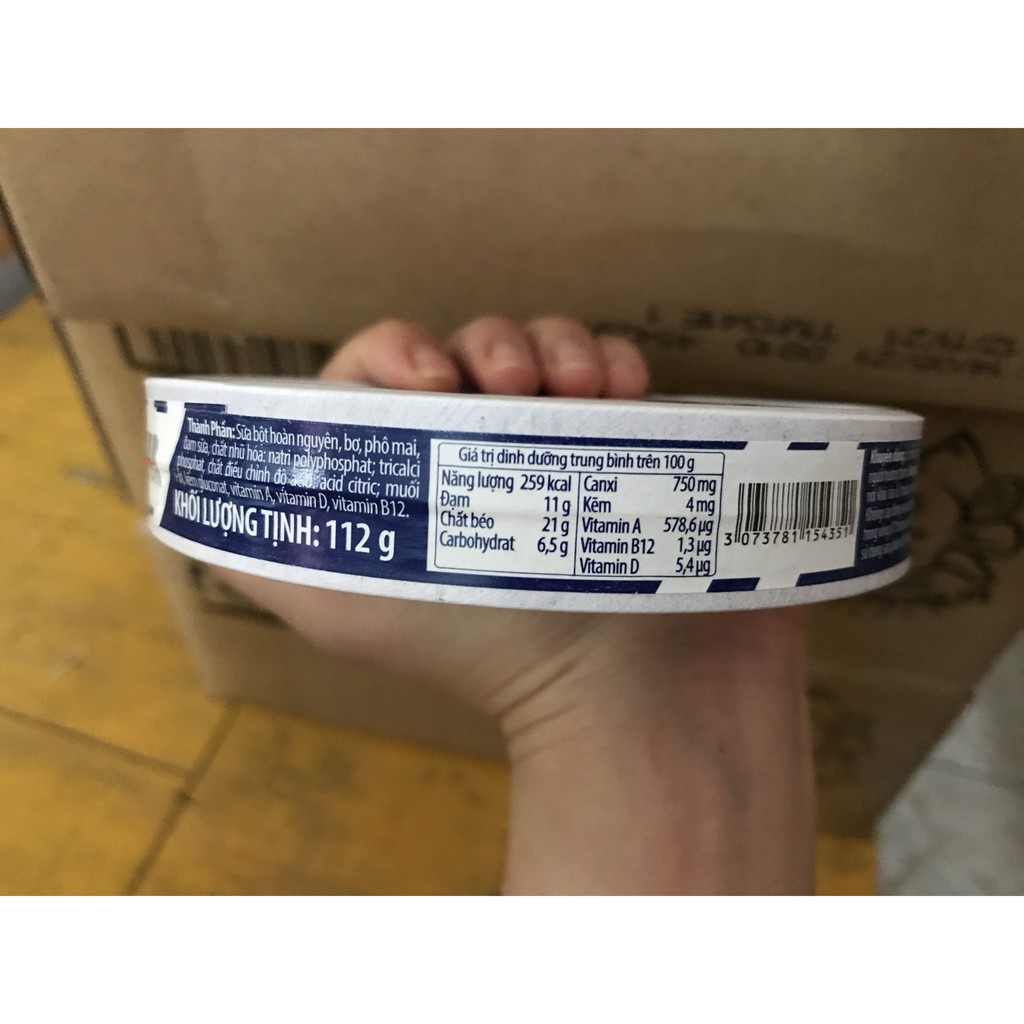 Thành Phần: Sữa bột hoàn nguyên, bơ, phô mai,
đạm sữa, chất nhũ hóa: natri polyphosphat; tricalci
phosphat, chất điều chỉnh độ acid: acid citric; muối
kẽm gluconat, vitamin A, vitamin D, vitamin B12.
KHỐI LƯỢNG TỊNH: 112 g
Giá trị dinh dưỡng trung bình trên 100 g
Năng lượng 259 kcal
Đạm 11 g
Chất béo 21 g
Carbohydrat 6,5 g
Canxi 750 mg
Kẽm 4 mg
Vitamin A 578,6 µg
Vitamin B12 1,3 µg
Vitamin D 5,4 µg
3 073781 154351